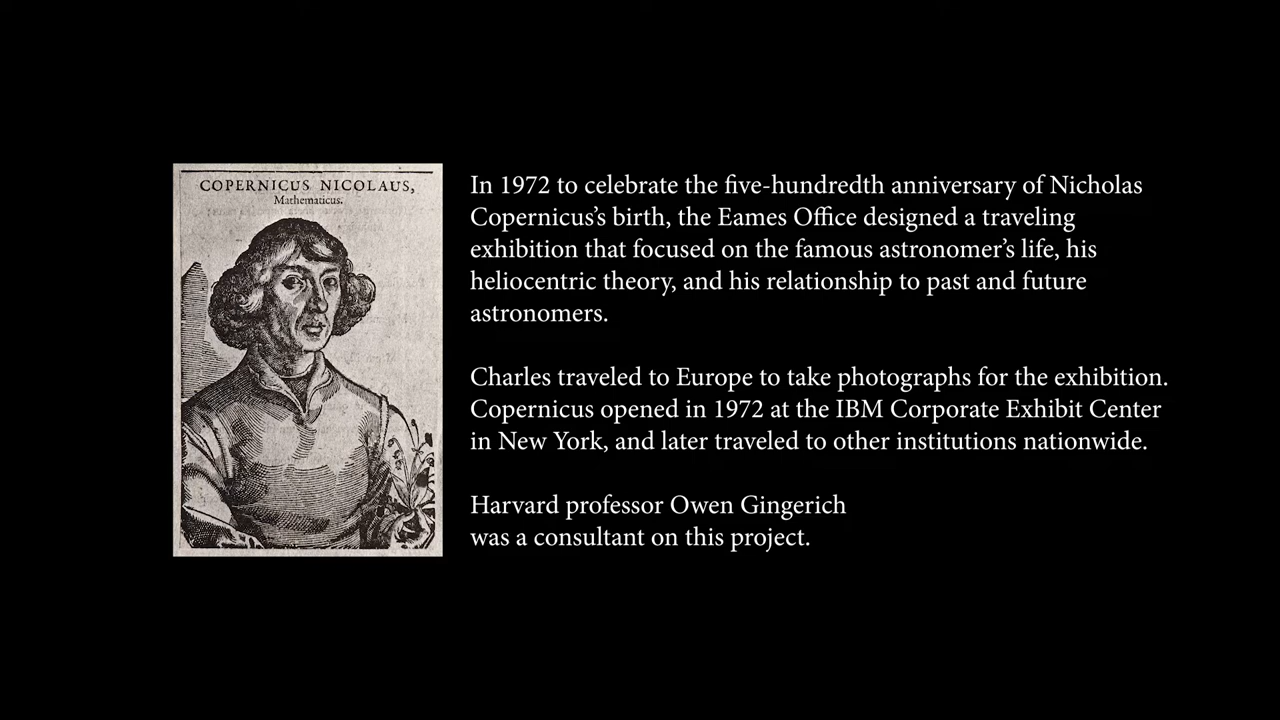 COPERNICUS NICOLAUS,
Mathematicus.
In 1972 to celebrate the five-hundredth anniversary of Nicholas
Copernicus's birth, the Eames Office designed a traveling
exhibition that focused on the famous astronomer's life, his
heliocentric theory, and his relationship to past and future
astronomers.
Charles traveled to Europe to take photographs for the exhibition.
Copernicus opened in 1972 at the IBM Corporate Exhibit Center
in New York, and later traveled to other institutions nationwide.
Harvard professor Owen Gingerich
was a consultant on this project.